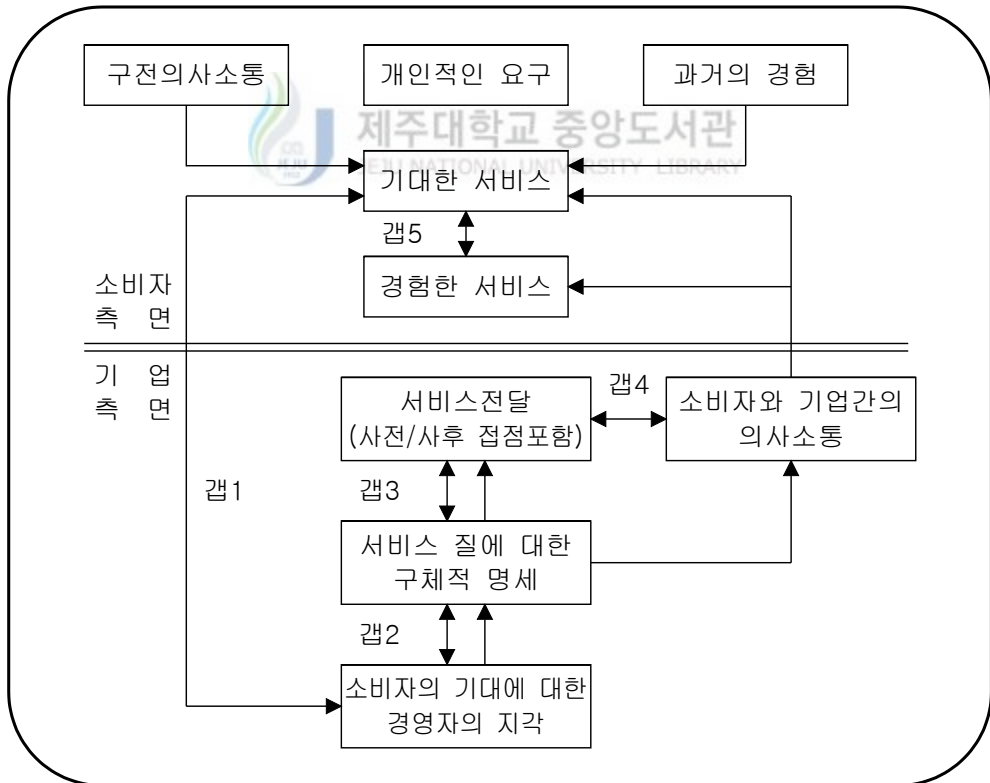 구전의사소통
개인적인 요구
과거의 경험
제주대학교 중앙도서관
JEJU NATIONAL UNIVERSITY LIBRARY
기대한 서비스
갭5
경험한 서비스
소비자
측 면
기 업
측 면
서비스전달
(사전/사후 접점포함)
갭4
소비자와 기업간의
의사소통
갭1
갭3
서비스 질에 대한
구체적 명세
갭2
소비자의 기대에 대한
경영자의 지각